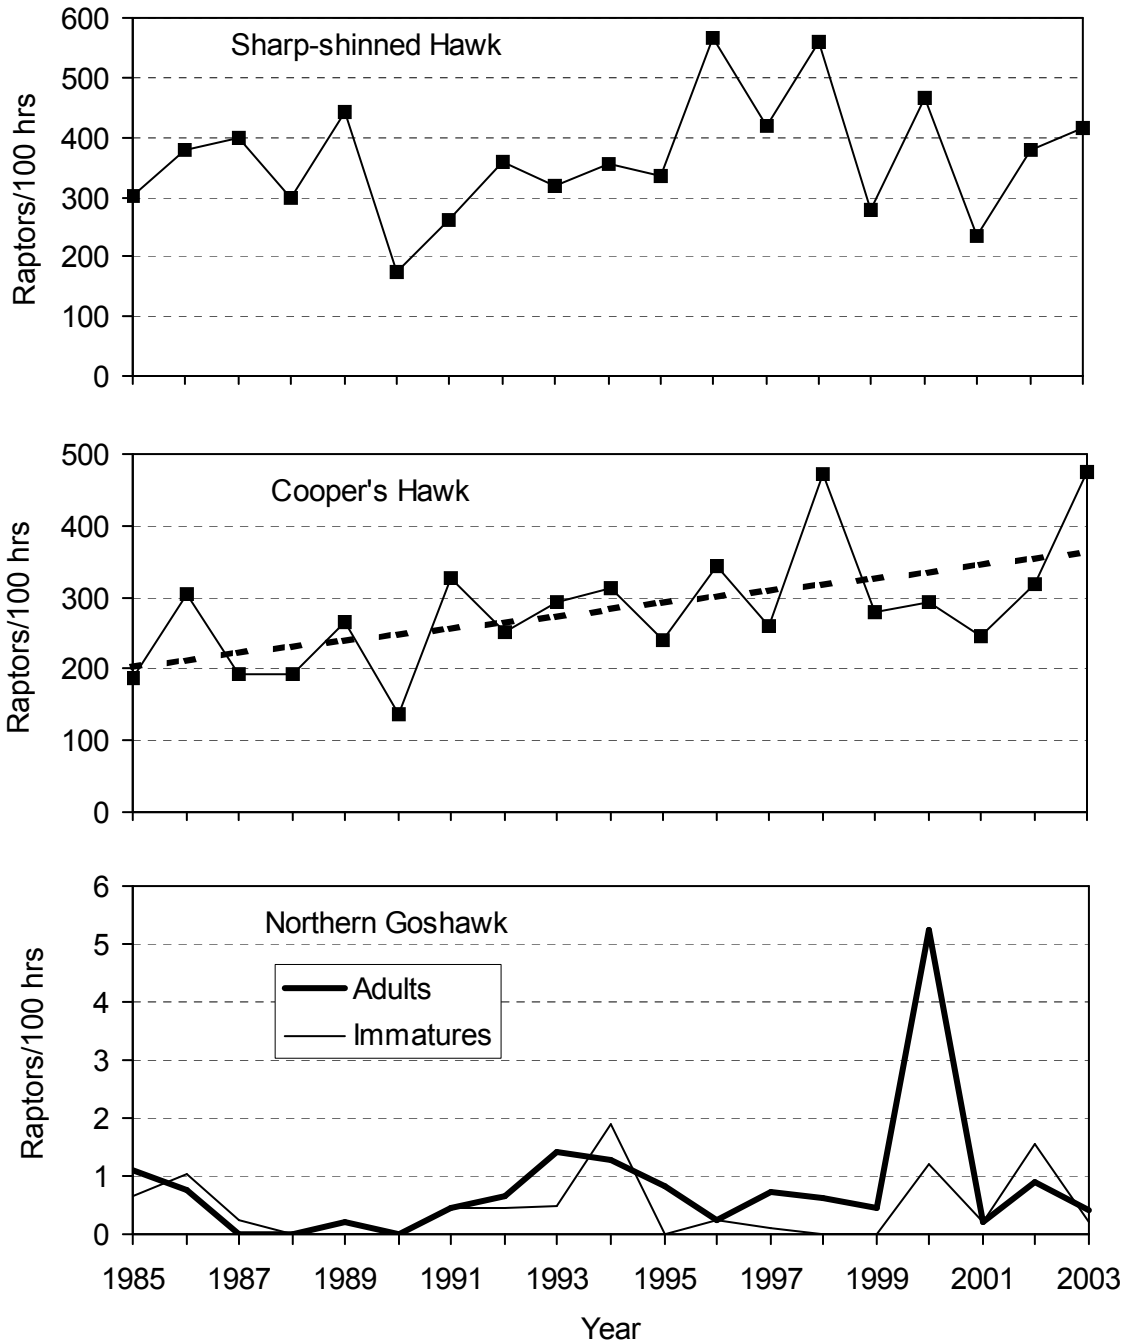 Sharp-shinned Hawk
Raptors/100 hrs
600
500
400
300
200
100
0
Cooper's Hawk
Raptors/100 hrs
500
400
300
200
100
0
Northern Goshawk
Adults
Immatures
Raptors/100 hrs
6
5
4
3
2
1
0
1985 1987 1989 1991 1993 1995 1997 1999 2001 2003
Year